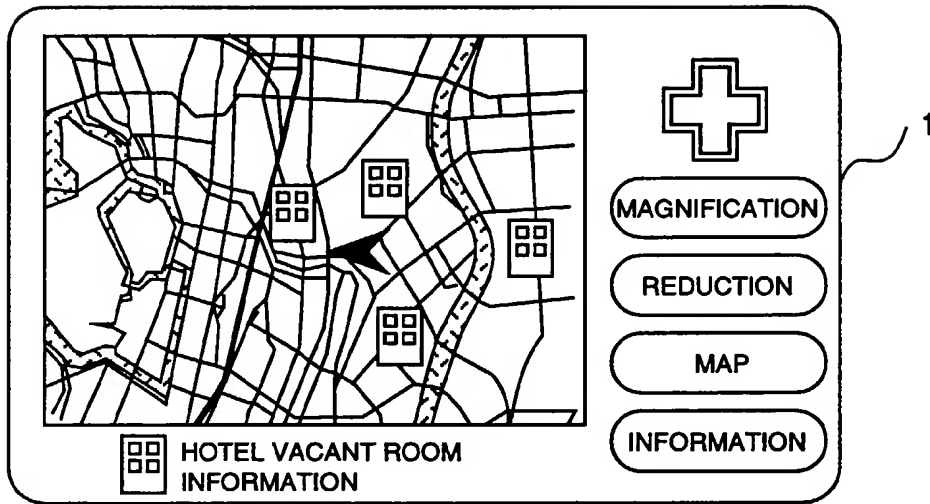 1
MAGNIFICATION
REDUCTION
MAP
INFORMATION
HOTEL VACANT ROOM
INFORMATION